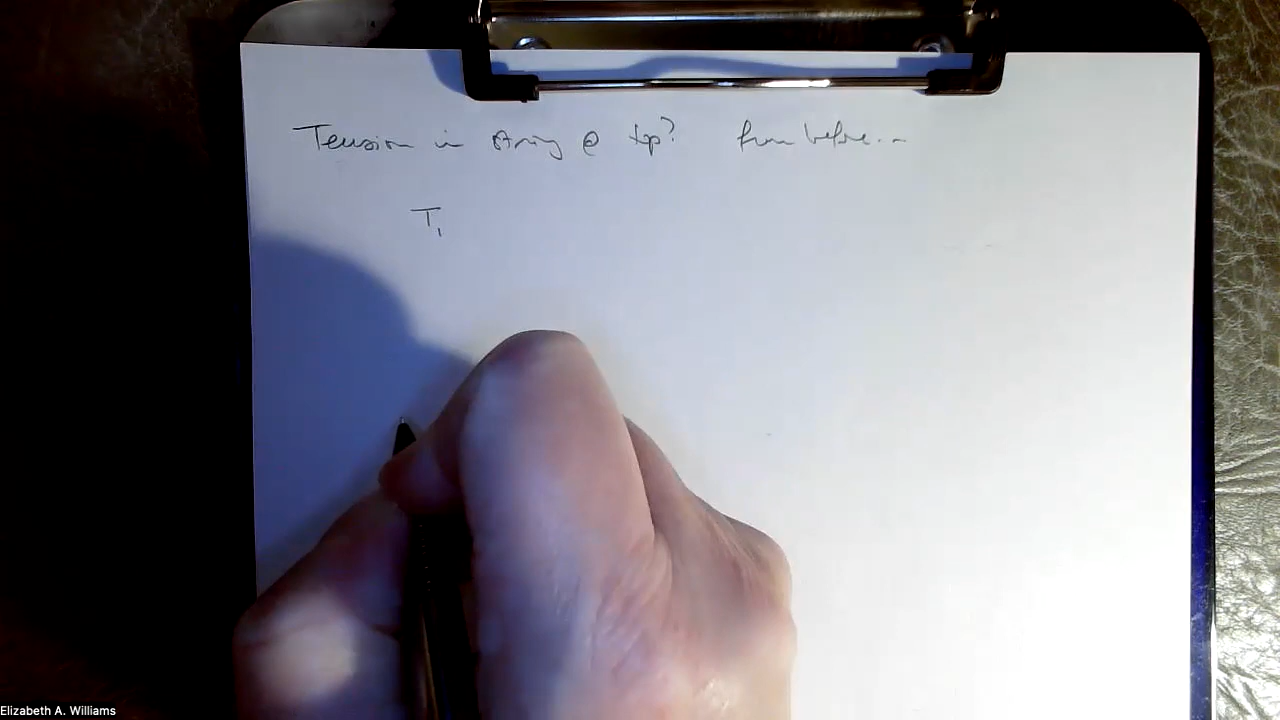 Tension in string @ top? from before...
T₁
Elizabeth A. Williams